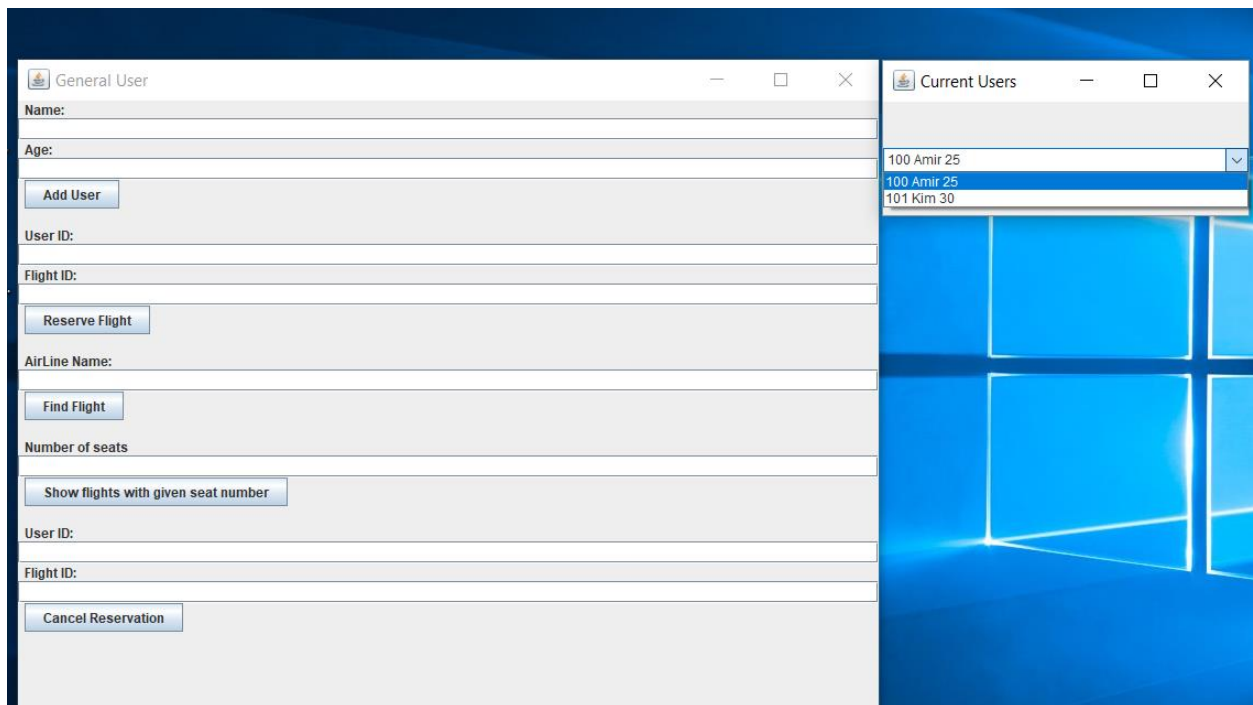 General User
Name:
Age:
Add User
User ID:
Flight ID:
Reserve Flight
AirLine Name:
Find Flight
Number of seats
Show flights with given seat number
User ID:
Flight ID:
Cancel Reservation
Current Users
100 Amir 25
100 Amir 25
101 Kim 30